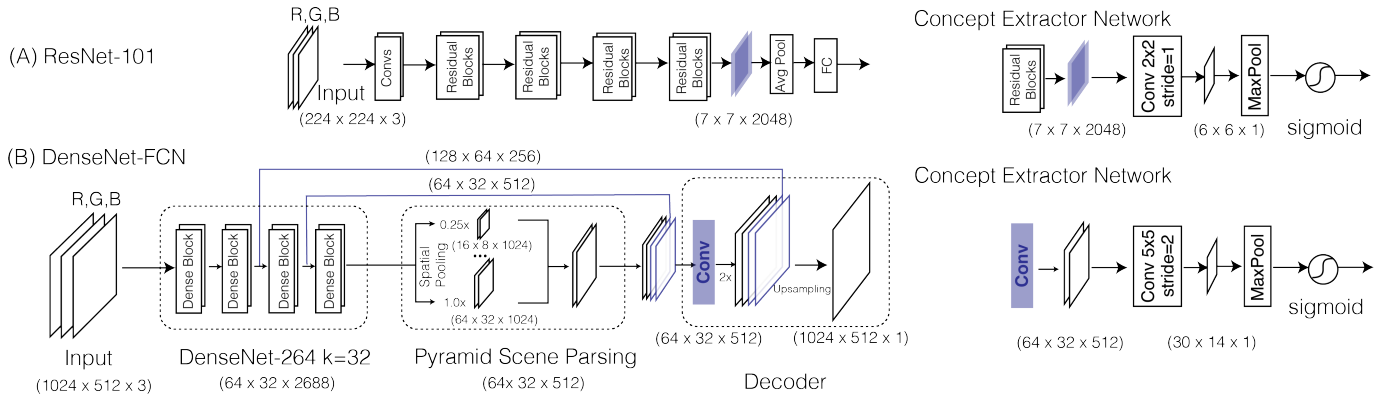 (A) ResNet-101
R,G,B
Input
(224 x 224 x 3)
Convs
Residual
Blocks
Residual
Blocks
Residual
Blocks
Residual
Blocks
(7 x 7 x 2048)
Avg Pool
FC
Concept Extractor Network
Residual
Blocks
(7 x 7 x 2048)
Conv 2x2
stride=1
(6 x 6 x 1)
MaxPool
sigmoid
(B) DenseNet-FCN
R,G,B
Input
(1024 x 512 x 3)
Dense Block
Dense Block
Dense Block
Dense Block
DenseNet-264 k=32
(64 x 32 x 2688)
(128 x 64 x 256)
(64 x 32 x 512)
Spatial
Pooling
0.25x
(16 x 8 x 1024)
...
1.0x
(64 x 32 x 1024)
Pyramid Scene Parsing
(64x 32 x 512)
Conv
2x
Upsampling
(64 x 32 x 512)
(1024 x 512 x 1)
Decoder
Concept Extractor Network
Conv
(64 x 32 x 512)
Conv 5x5
stride=2
(30 x 14 x 1)
MaxPool
sigmoid